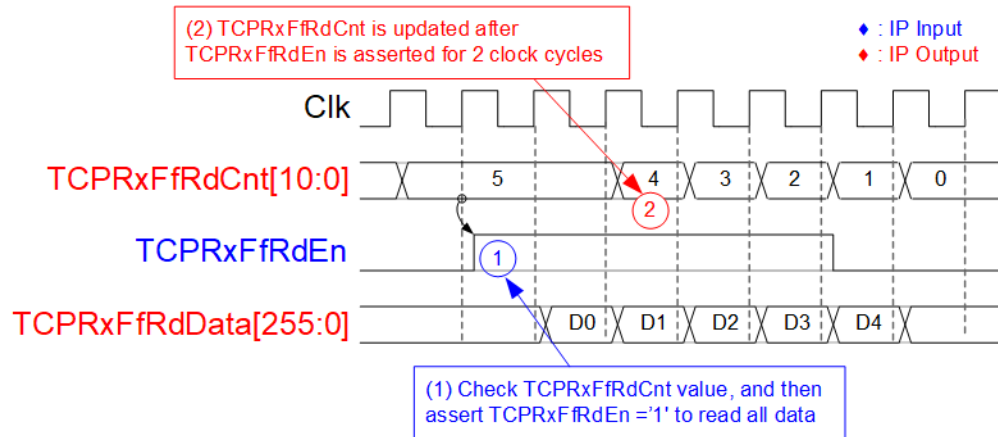 (2) TCPRxFfRdCnt is updated after
TCPRxFfRdEn is asserted for 2 clock cycles
♦ : IP Input
♦ : IP Output
Clk
TCPRxFfRdCnt[10:0]
5 4 3 2 1 0
2
TCPRxFfRdEn
1
TCPRxFfRdData[255:0]
D0 D1 D2 D3 D4
(1) Check TCPRxFfRdCnt value, and then
assert TCPRxFfRdEn ='1' to read all data